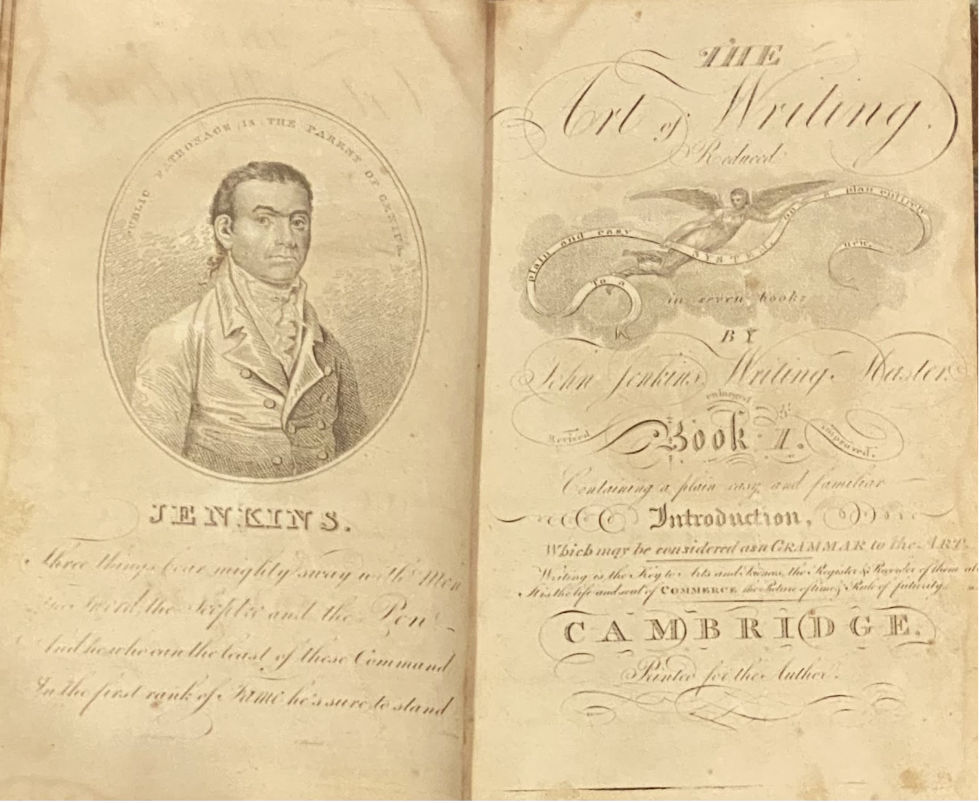 PUBLIC PATRONAGE IS THE PARENT OF GENIUS.
JENKINS.
Three things bear mighty sway with Men
The Sword, the Sceptre and the Pen
And he who can the least of these Command
In the first rank of Fame he's sure to stand
THE
Art of Writing,
Reduced
To a plain and easy SYSTEM, on a plan entirely new.
in seven books
BY
John Jenkins, Writing Master.
Revised enlarged & improved.
Book I.
Containing a plain easy and familiar
Introduction,
Which may be considered as a GRAMMAR to the ART.
Writing is the Key to Arts and Science, the Register & Recorder of them all
It is the life and soul of COMMERCE the Picture of time, & Rule of futurity.
CAMBRIDGE.
Printed for the Author.